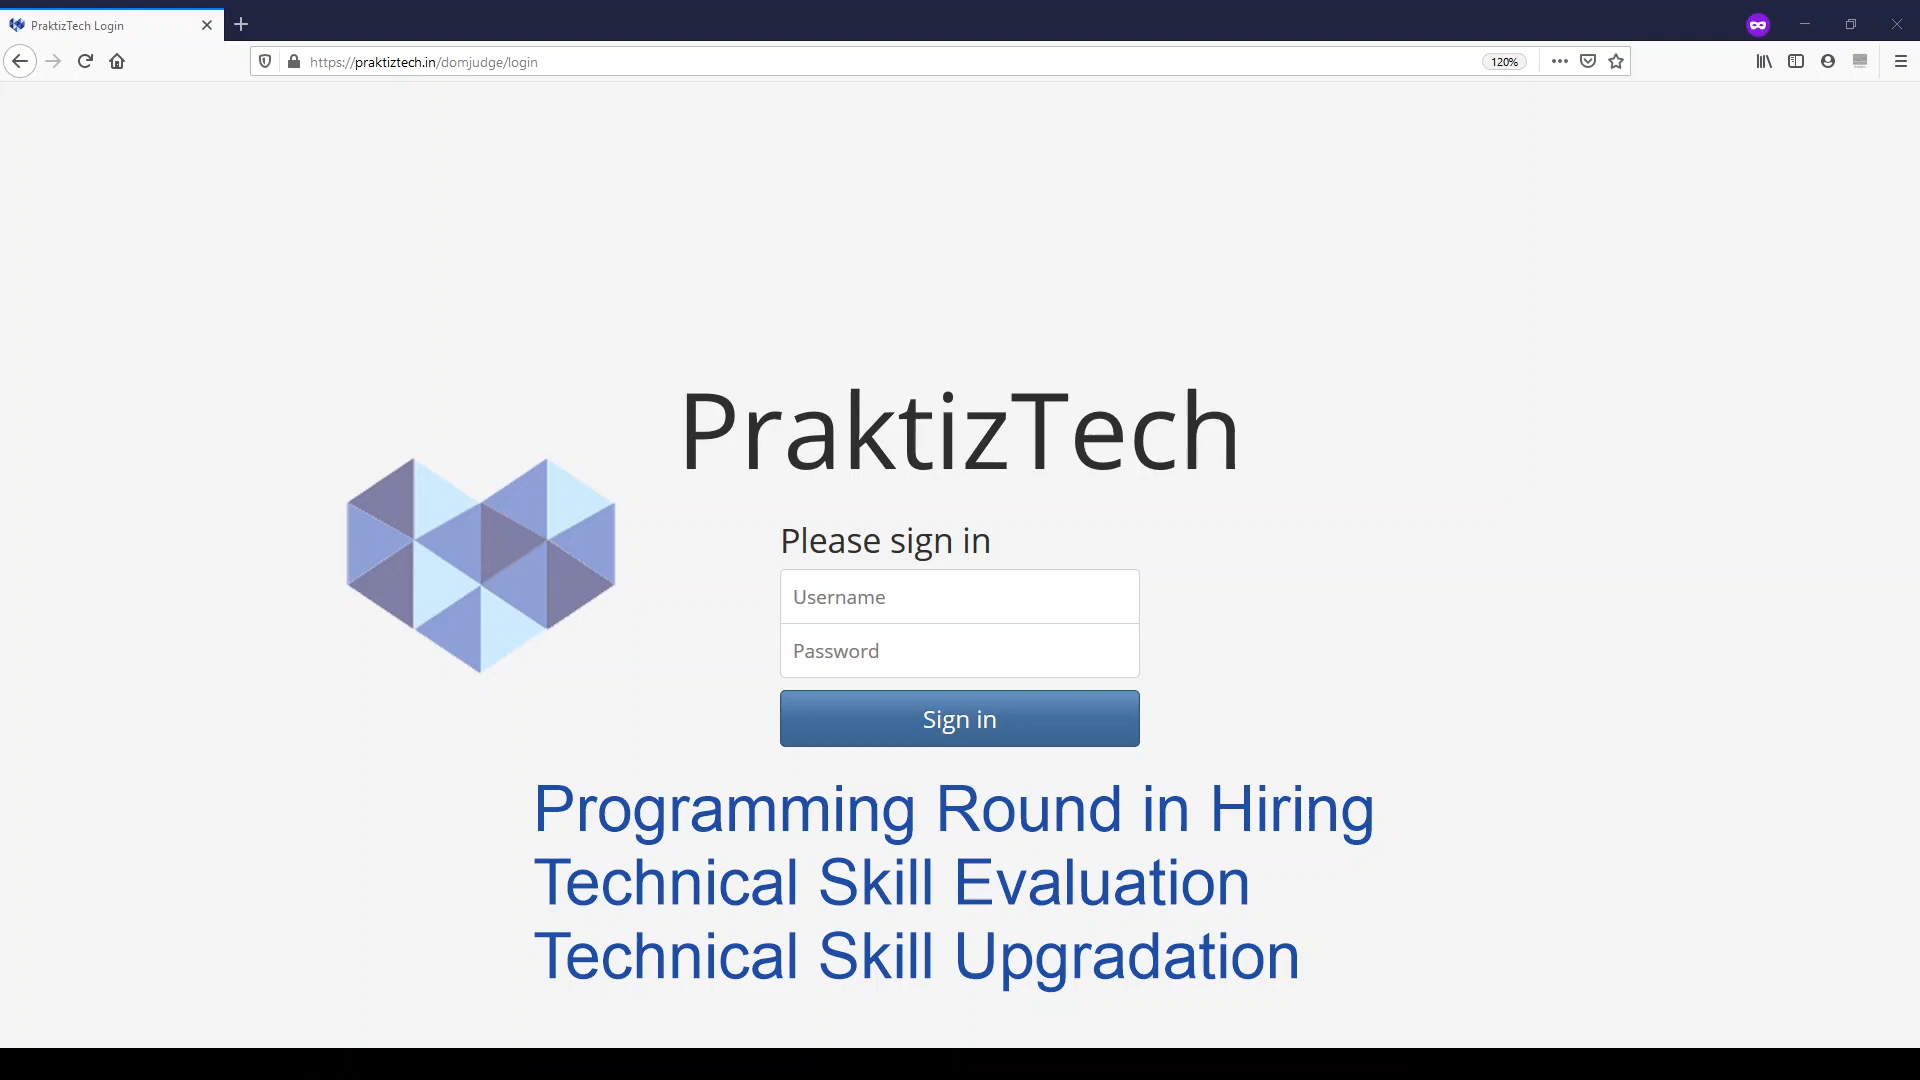 PraktizTech Login
https://praktiztech.in/domjudge/login
120%
PraktizTech
Please sign in
Username
Password
Sign in
Programming Round in Hiring
Technical Skill Evaluation
Technical Skill Upgradation